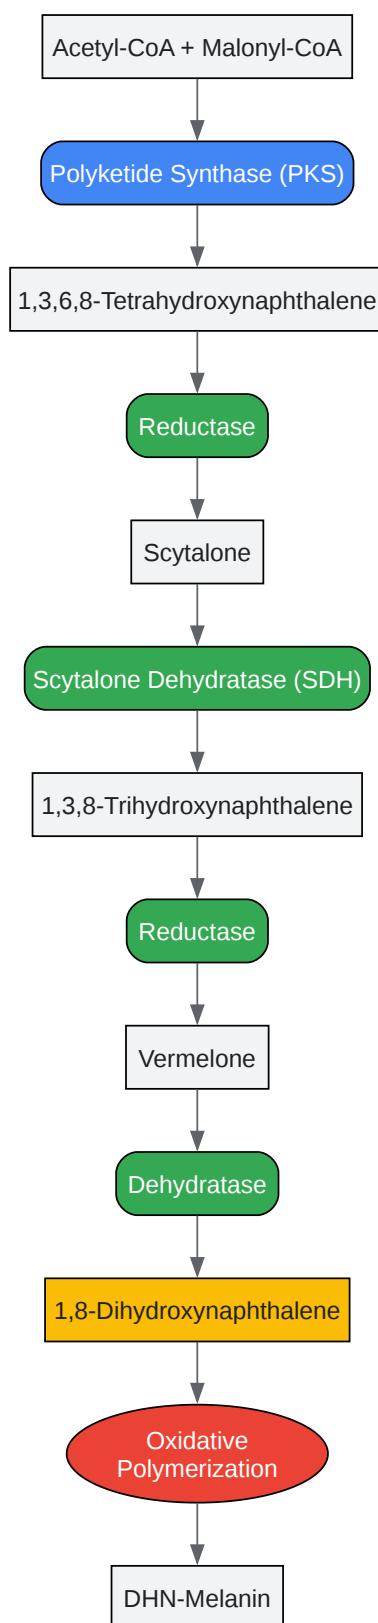 Acetyl-CoA + Malonyl-CoA
Polyketide Synthase (PKS)
1,3,6,8-Tetrahydroxynaphthalene
Reductase
Scytalone
Scytalone Dehydratase (SDH)
1,3,8-Trihydroxynaphthalene
Reductase
Vermelone
Dehydratase
1,8-Dihydroxynaphthalene
Oxidative
Polymerization
DHN-Melanin